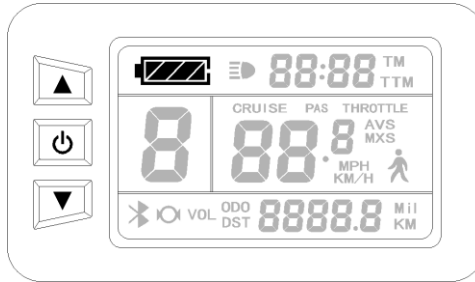 88:88 TM
TTM
CRUISE PAS THROTTLE
8 88.8 AVS
MXS
MPH
KM/H
VOL ODO 8888.8 Mil
DST KM